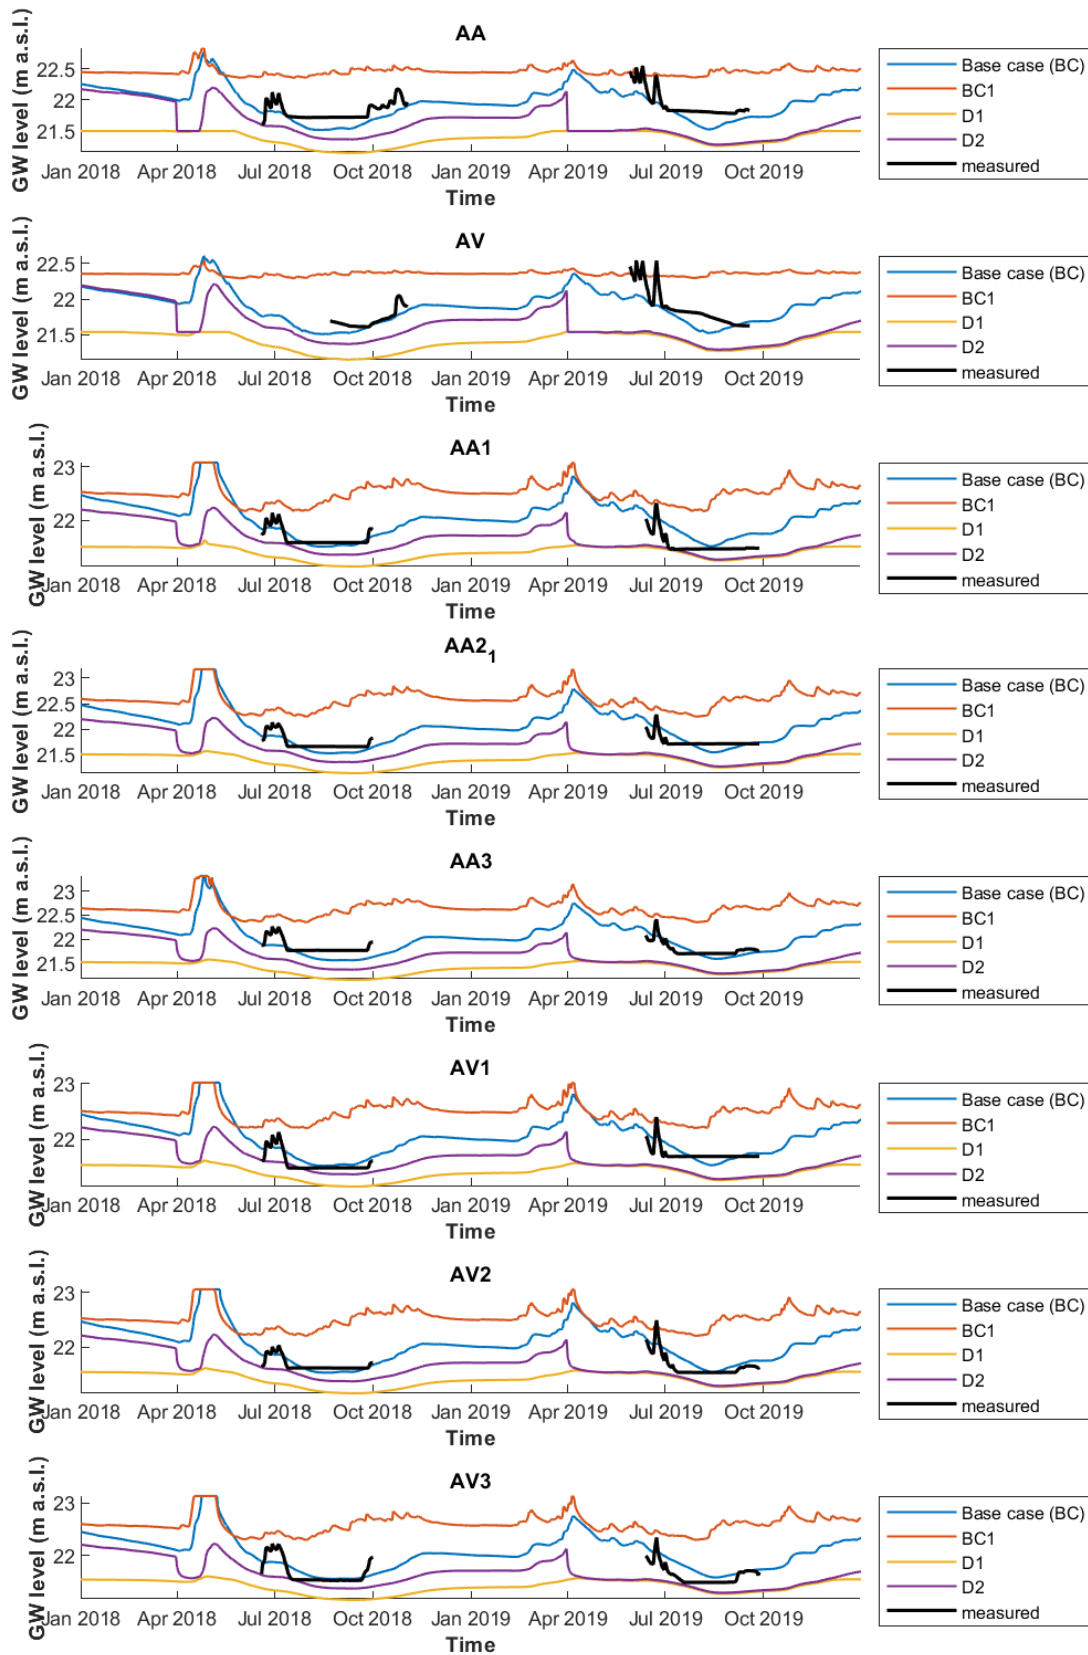 AA
GW level (m a.s.l.)
22.5
22
21.5
Jan 2018 Apr 2018 Jul 2018 Oct 2018 Jan 2019 Apr 2019 Jul 2019 Oct 2019
Time
Base case (BC)
BC1
D1
D2
measured
AV
GW level (m a.s.l.)
22.5
22
21.5
Jan 2018 Apr 2018 Jul 2018 Oct 2018 Jan 2019 Apr 2019 Jul 2019 Oct 2019
Time
Base case (BC)
BC1
D1
D2
measured
AA1
GW level (m a.s.l.)
23
22
Jan 2018 Apr 2018 Jul 2018 Oct 2018 Jan 2019 Apr 2019 Jul 2019 Oct 2019
Time
Base case (BC)
BC1
D1
D2
measured
AA2₁
GW level (m a.s.l.)
23
22.5
22
21.5
Jan 2018 Apr 2018 Jul 2018 Oct 2018 Jan 2019 Apr 2019 Jul 2019 Oct 2019
Time
Base case (BC)
BC1
D1
D2
measured
AA3
GW level (m a.s.l.)
23
22.5
22
21.5
Jan 2018 Apr 2018 Jul 2018 Oct 2018 Jan 2019 Apr 2019 Jul 2019 Oct 2019
Time
Base case (BC)
BC1
D1
D2
measured
AV1
GW level (m a.s.l.)
23
22
Jan 2018 Apr 2018 Jul 2018 Oct 2018 Jan 2019 Apr 2019 Jul 2019 Oct 2019
Time
Base case (BC)
BC1
D1
D2
measured
AV2
GW level (m a.s.l.)
23
22
Jan 2018 Apr 2018 Jul 2018 Oct 2018 Jan 2019 Apr 2019 Jul 2019 Oct 2019
Time
Base case (BC)
BC1
D1
D2
measured
AV3
GW level (m a.s.l.)
23
22
Jan 2018 Apr 2018 Jul 2018 Oct 2018 Jan 2019 Apr 2019 Jul 2019 Oct 2019
Time
Base case (BC)
BC1
D1
D2
measured